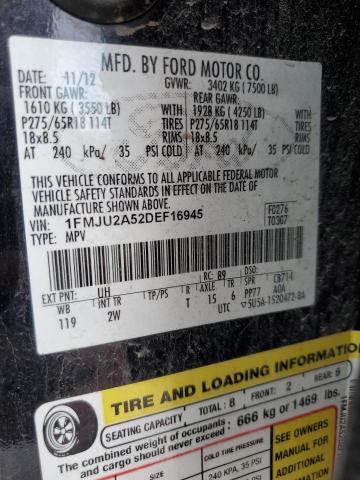 MFD. BY FORD MOTOR CO.
DATE: 11/12 GVWR: 3402 KG (7500 LB)
FRONT GAWR: REAR GAWR:
1610 KG (3550 LB) WITH 1928 KG (4250 LB)
P275/65R18 114T WITH TIRES P275/65R18 114T
18x8.5 TIRES RIMS 18x8.5
AT 240 kPa/ 35 PSI COLD RIMS AT 240 kPa/ 35 PSI COLD
THIS VEHICLE CONFORMS TO ALL APPLICABLE FEDERAL MOTOR
VEHICLE SAFETY STANDARDS IN EFFECT ON THE DATE OF
MANUFACTURE SHOWN ABOVE.
VIN: 1FMJU2A52DEF16945 F0276
TYPE: MPV T0307
EXT PNT: UH RC: B9
WB INT TR TP/PS R AXLE TR SPR CB714
119 2W T 15 6 PP77 A0A
UTC 5U5A-1520472-BA
TIRE AND LOADING INFORMATION
SEATING CAPACITY TOTAL: 8 FRONT: 2 REAR: 6
The combined weight of occupants
and cargo should never exceed: 666 kg or 1469 lbs.
COLD TIRE PRESSURE
240 KPA, 35 PSI
SEE OWNERS
MANUAL FOR
ADDITIONAL